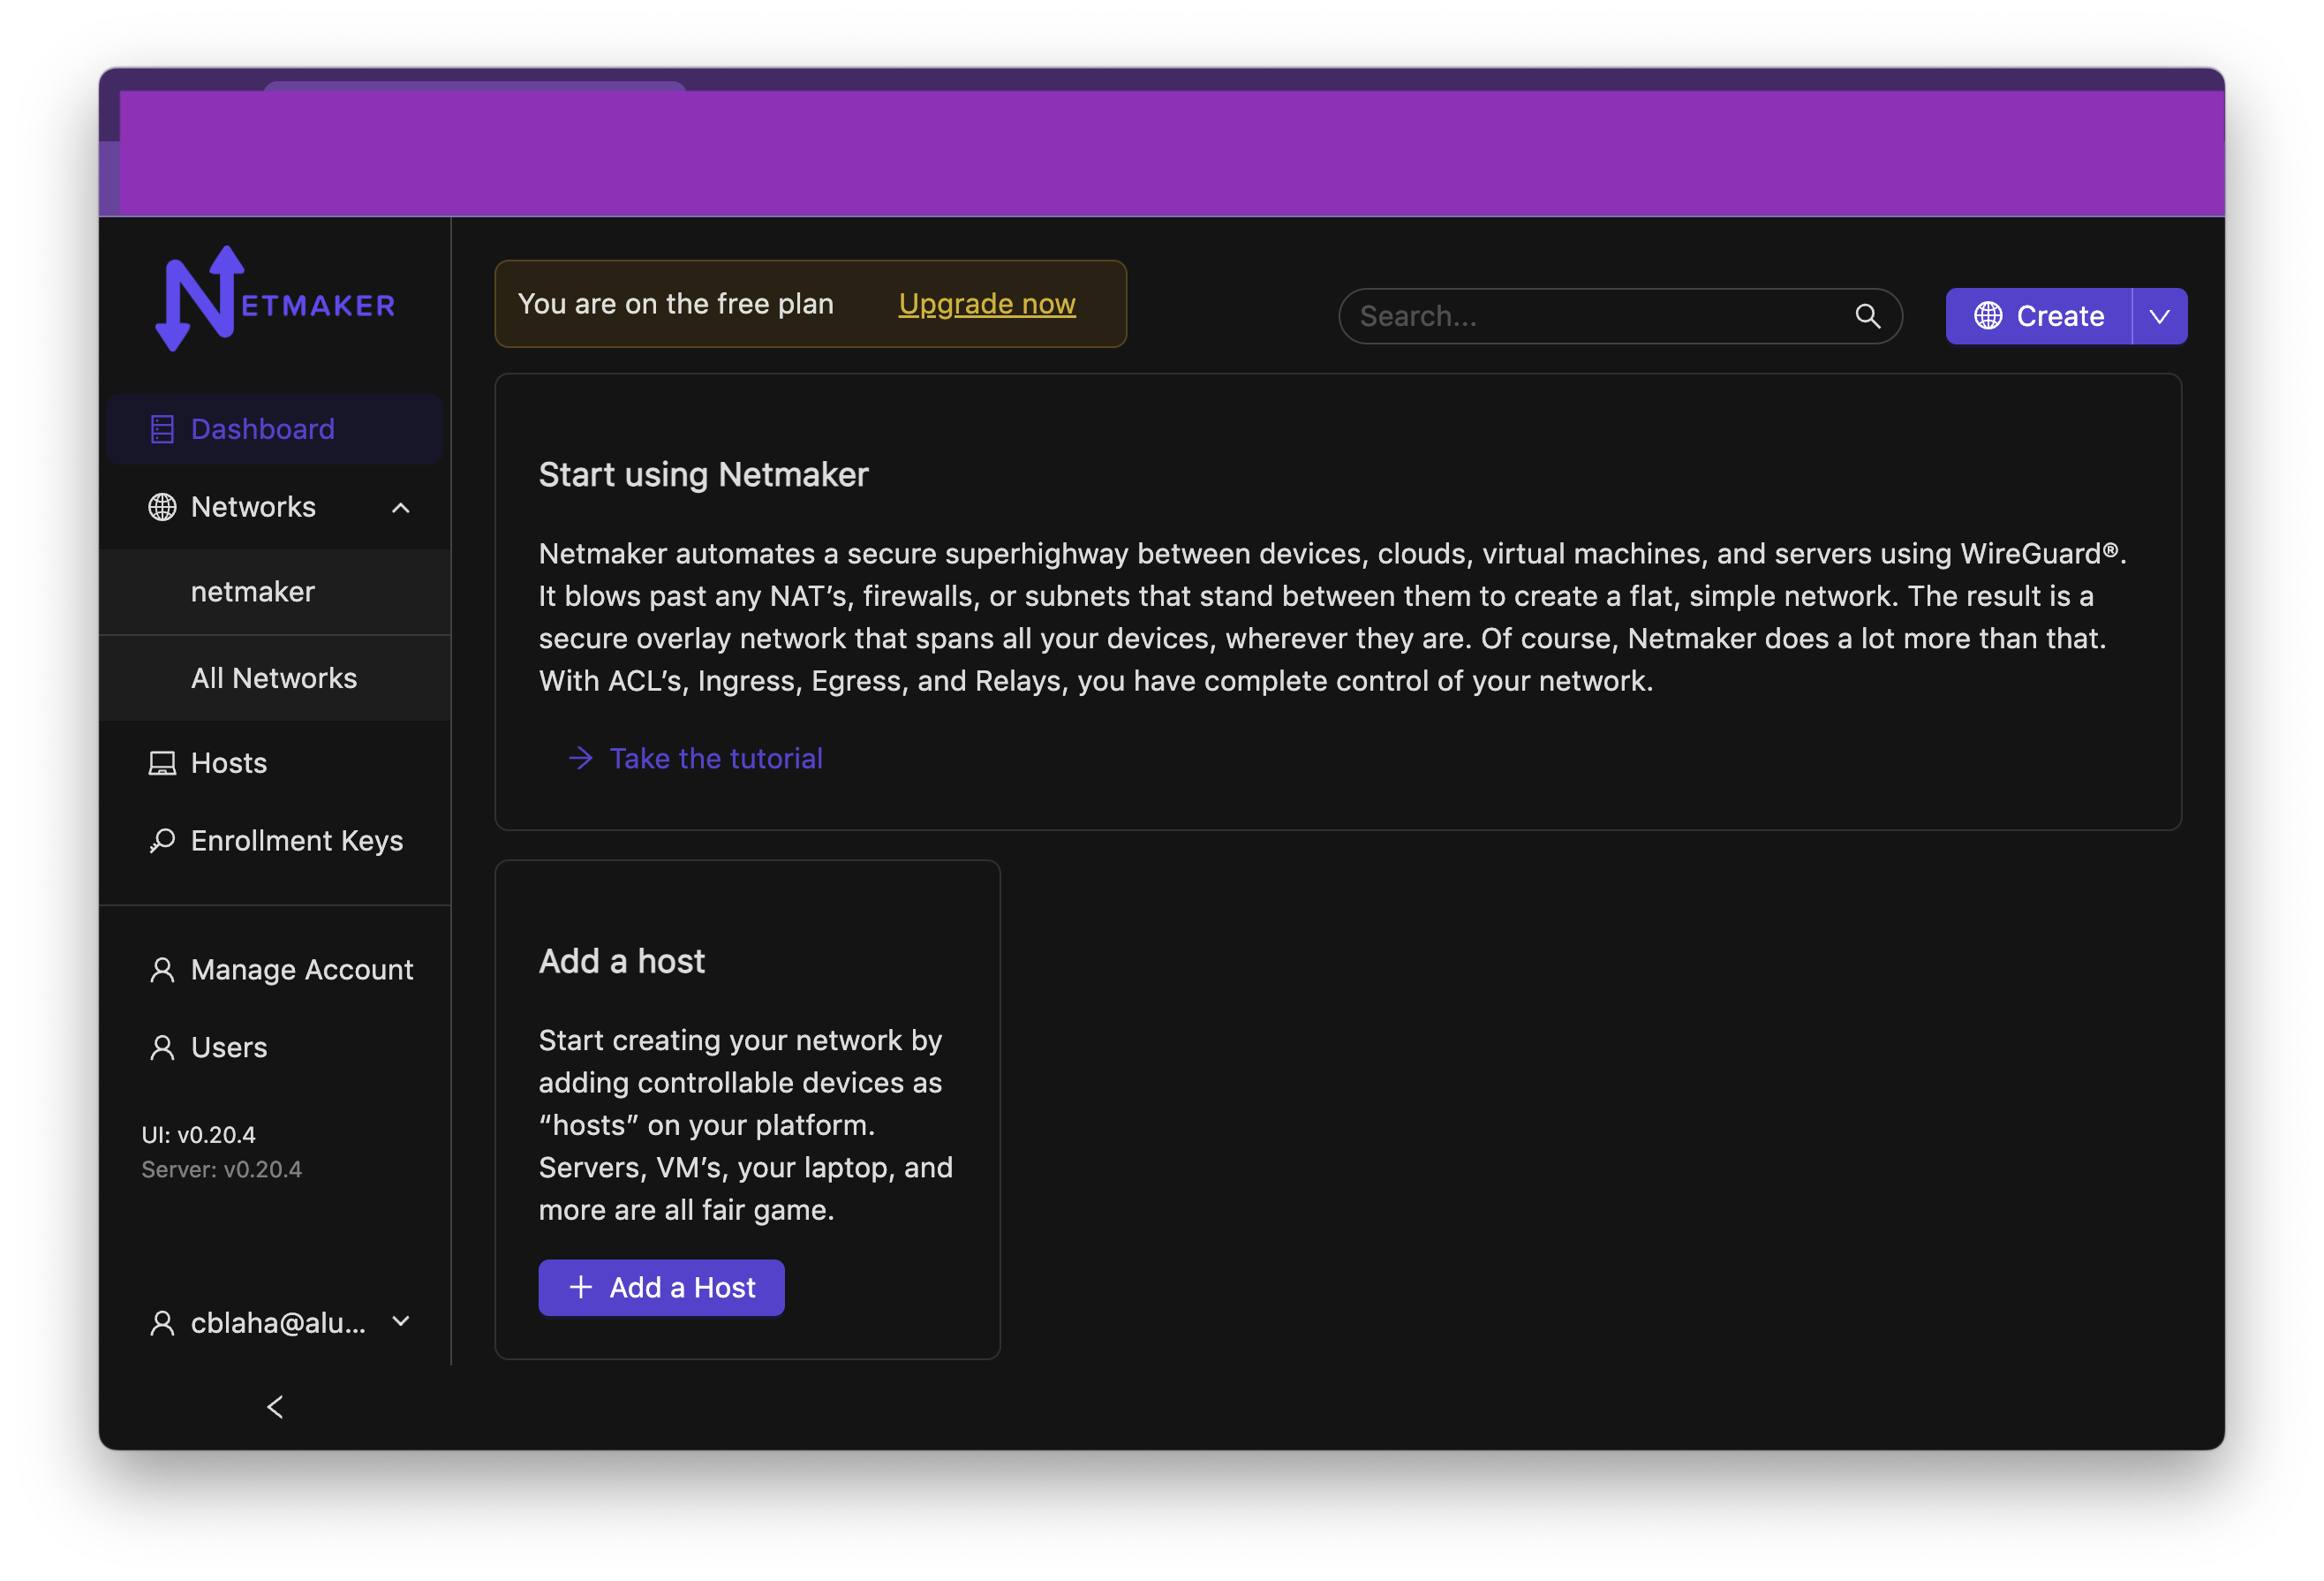 NETMAKER
Dashboard
Networks
netmaker
All Networks
Hosts
Enrollment Keys
Manage Account
Users
UI: v0.20.4
Server: v0.20.4
cblaha@alu...
You are on the free plan Upgrade now
Search...
Create
Start using Netmaker
Netmaker automates a secure superhighway between devices, clouds, virtual machines, and servers using WireGuard®.
It blows past any NAT’s, firewalls, or subnets that stand between them to create a flat, simple network. The result is a
secure overlay network that spans all your devices, wherever they are. Of course, Netmaker does a lot more than that.
With ACL’s, Ingress, Egress, and Relays, you have complete control of your network.
Take the tutorial
Add a host
Start creating your network by
adding controllable devices as
“hosts” on your platform.
Servers, VM’s, your laptop, and
more are all fair game.
Add a Host